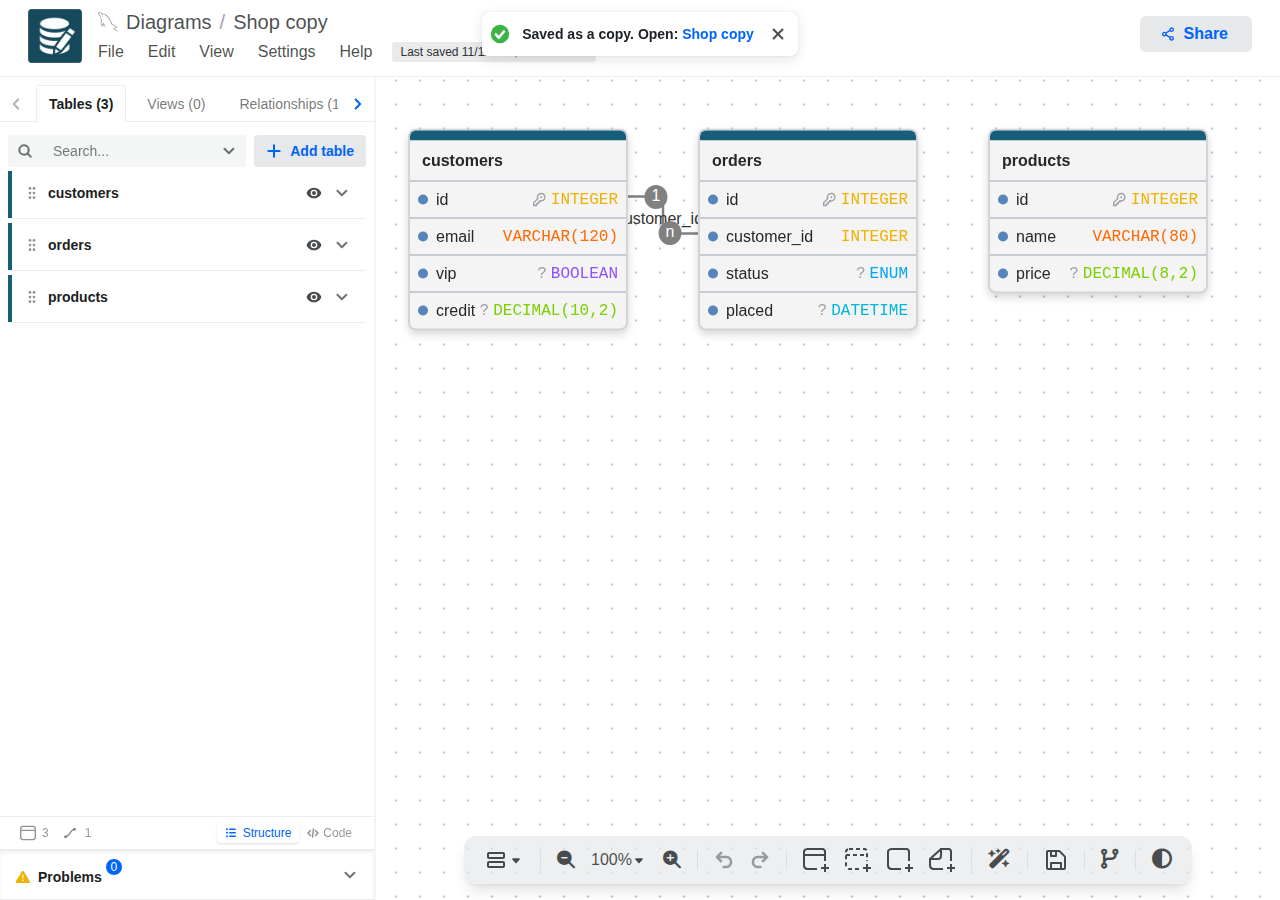 Diagrams / Shop copy
File Edit View Settings Help
Last saved 11/1
Saved as a copy. Open: Shop copy
Share
Tables (3) Views (0) Relationships (1
Search...
Add table
customers
orders
products
customers
id INTEGER
email VARCHAR(120)
vip ? BOOLEAN
credit ? DECIMAL(10,2)
1
ustomer_id
n
orders
id INTEGER
customer_id INTEGER
status ? ENUM
placed ? DATETIME
products
id INTEGER
name VARCHAR(80)
price ? DECIMAL(8,2)
3 1 Structure Code
Problems 0
100%